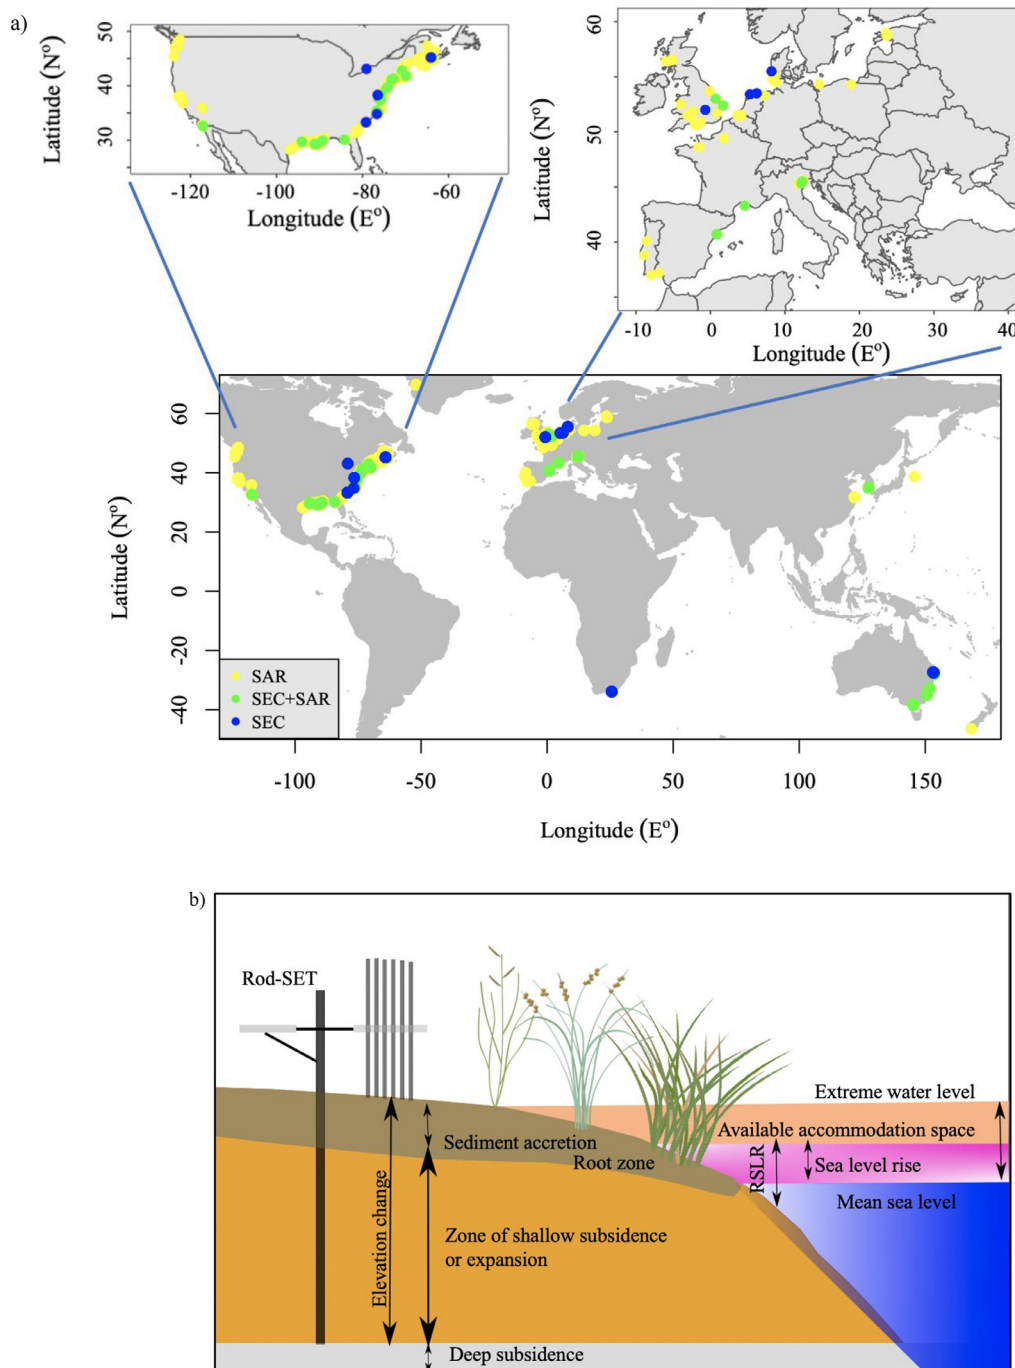 a)
50
40
30
Latitude (N°)
-120
-100
-80
-60
Longitude (E°)
60
50
40
Latitude (N°)
-10
0
10
20
30
40
Longitude (E°)
60
40
20
0
-20
-40
Latitude (N°)
SAR
SEC+SAR
SEC
-100
-50
0
50
100
150
Longitude (E°)
b)
Rod-SET
Extreme water level
Available accommodation space
Sediment accretion
Root zone
RSLR
Sea level rise
Mean sea level
Elevation change
Zone of shallow subsidence
or expansion
Deep subsidence